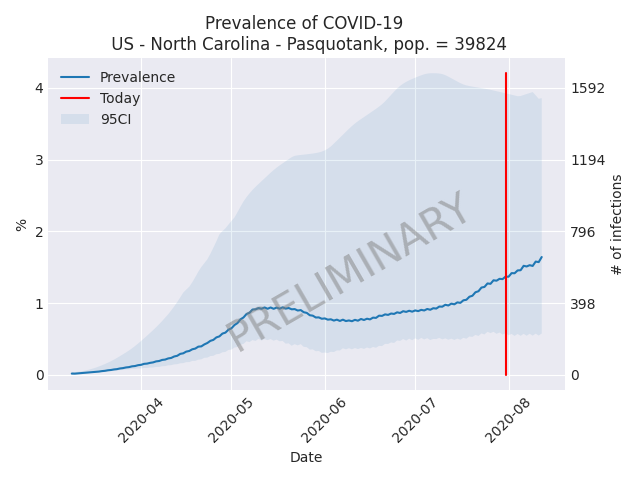 Prevalence of COVID-19
US - North Carolina - Pasquotank, pop. = 39824
Prevalence
Today
95CI
4
3
2
1
0
%
1592
1194
796
398
0
# of infections
PRELIMINARY
2020-04
2020-05
2020-06
2020-07
2020-08
Date